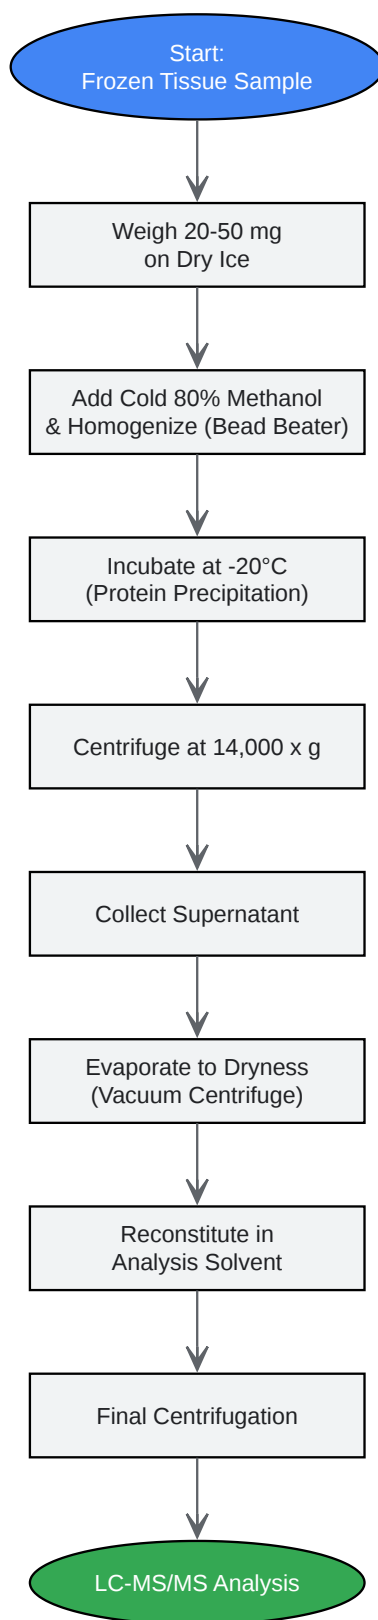 Start:
Frozen Tissue Sample
Weigh 20-50 mg
on Dry Ice
Add Cold 80% Methanol
& Homogenize (Bead Beater)
Incubate at -20°C
(Protein Precipitation)
Centrifuge at 14,000 x g
Collect Supernatant
Evaporate to Dryness
(Vacuum Centrifuge)
Reconstitute in
Analysis Solvent
Final Centrifugation
LC-MS/MS Analysis